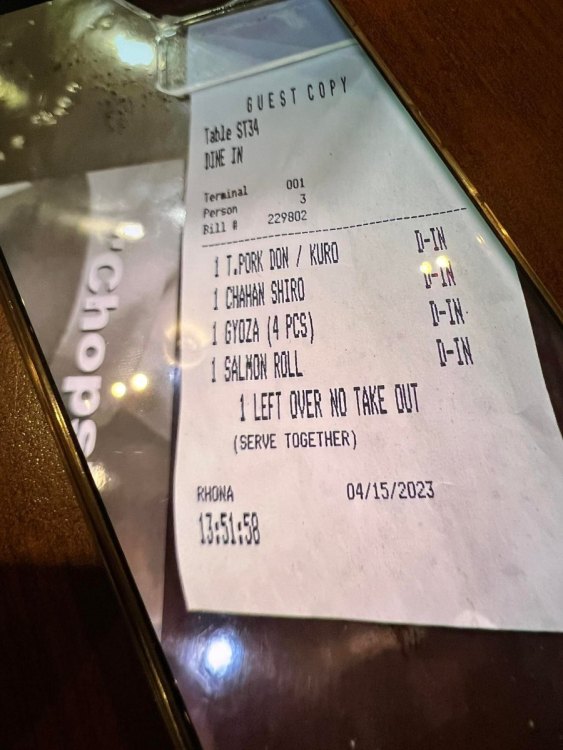 GUEST COPY
Table ST34
DINE IN
Terminal 001
Person 3
Bill # 229802
1 T.PORK DON / KURO D-IN
1 CHAHAN SHIRO D-IN
1 GYOZA (4 PCS) D-IN
1 SALMON ROLL D-IN
1 LEFT OVER NO TAKE OUT
(SERVE TOGETHER)
RHONA 04/15/2023
13:51:58
Chops